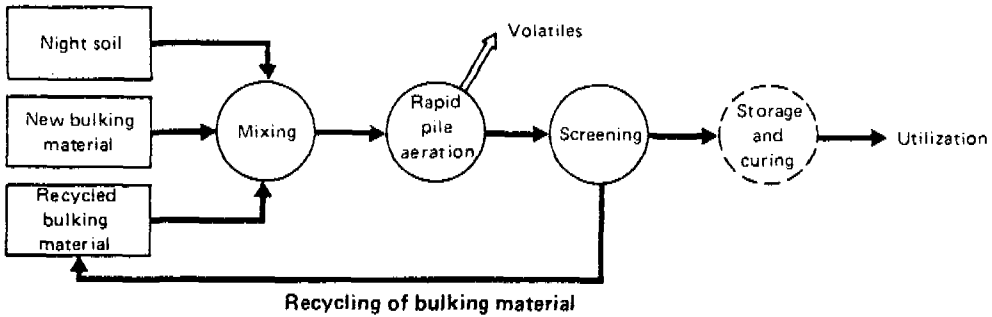 Night soil
New bulking
material
Recycled
bulking
material
Mixing
Rapid
pile
aeration
Volatiles
Screening
Storage
and
curing
Utilization
Recycling of bulking material